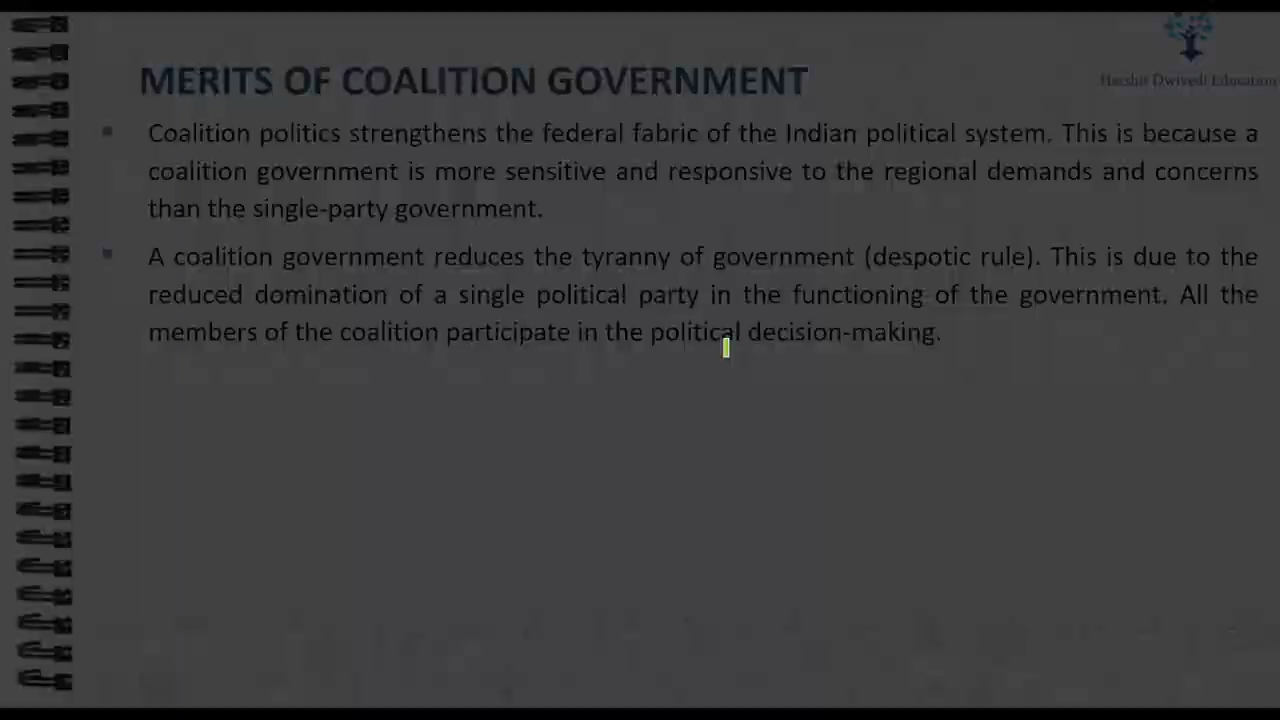 Harshit Dwivedi Education
MERITS OF COALITION GOVERNMENT
▪ Coalition politics strengthens the federal fabric of the Indian political system. This is because a
coalition government is more sensitive and responsive to the regional demands and concerns
than the single-party government.
▪ A coalition government reduces the tyranny of government (despotic rule). This is due to the
reduced domination of a single political party in the functioning of the government. All the
members of the coalition participate in the political decision-making.